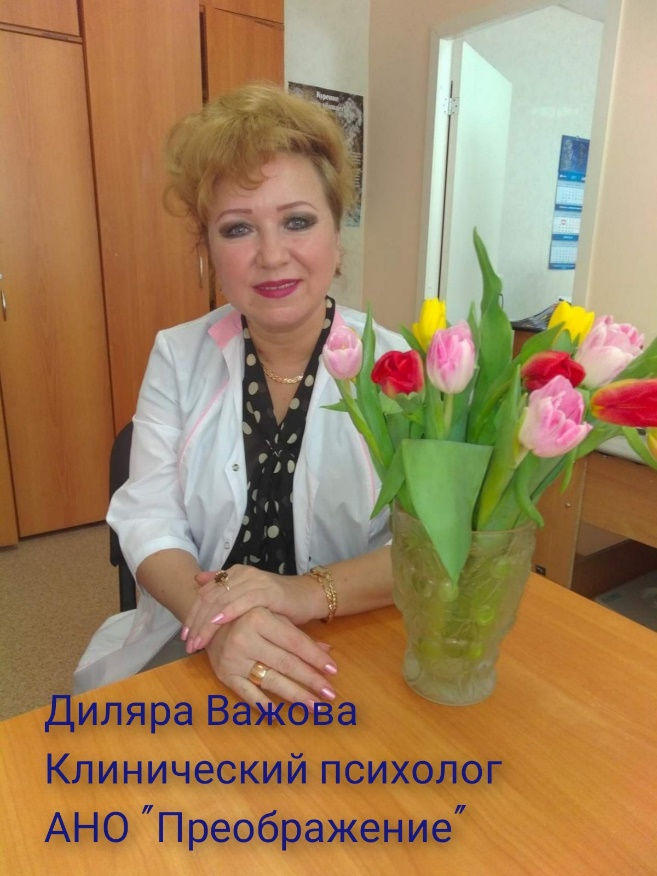 Диляра Важова
Клинический психолог
АНО ˝Преображение˝